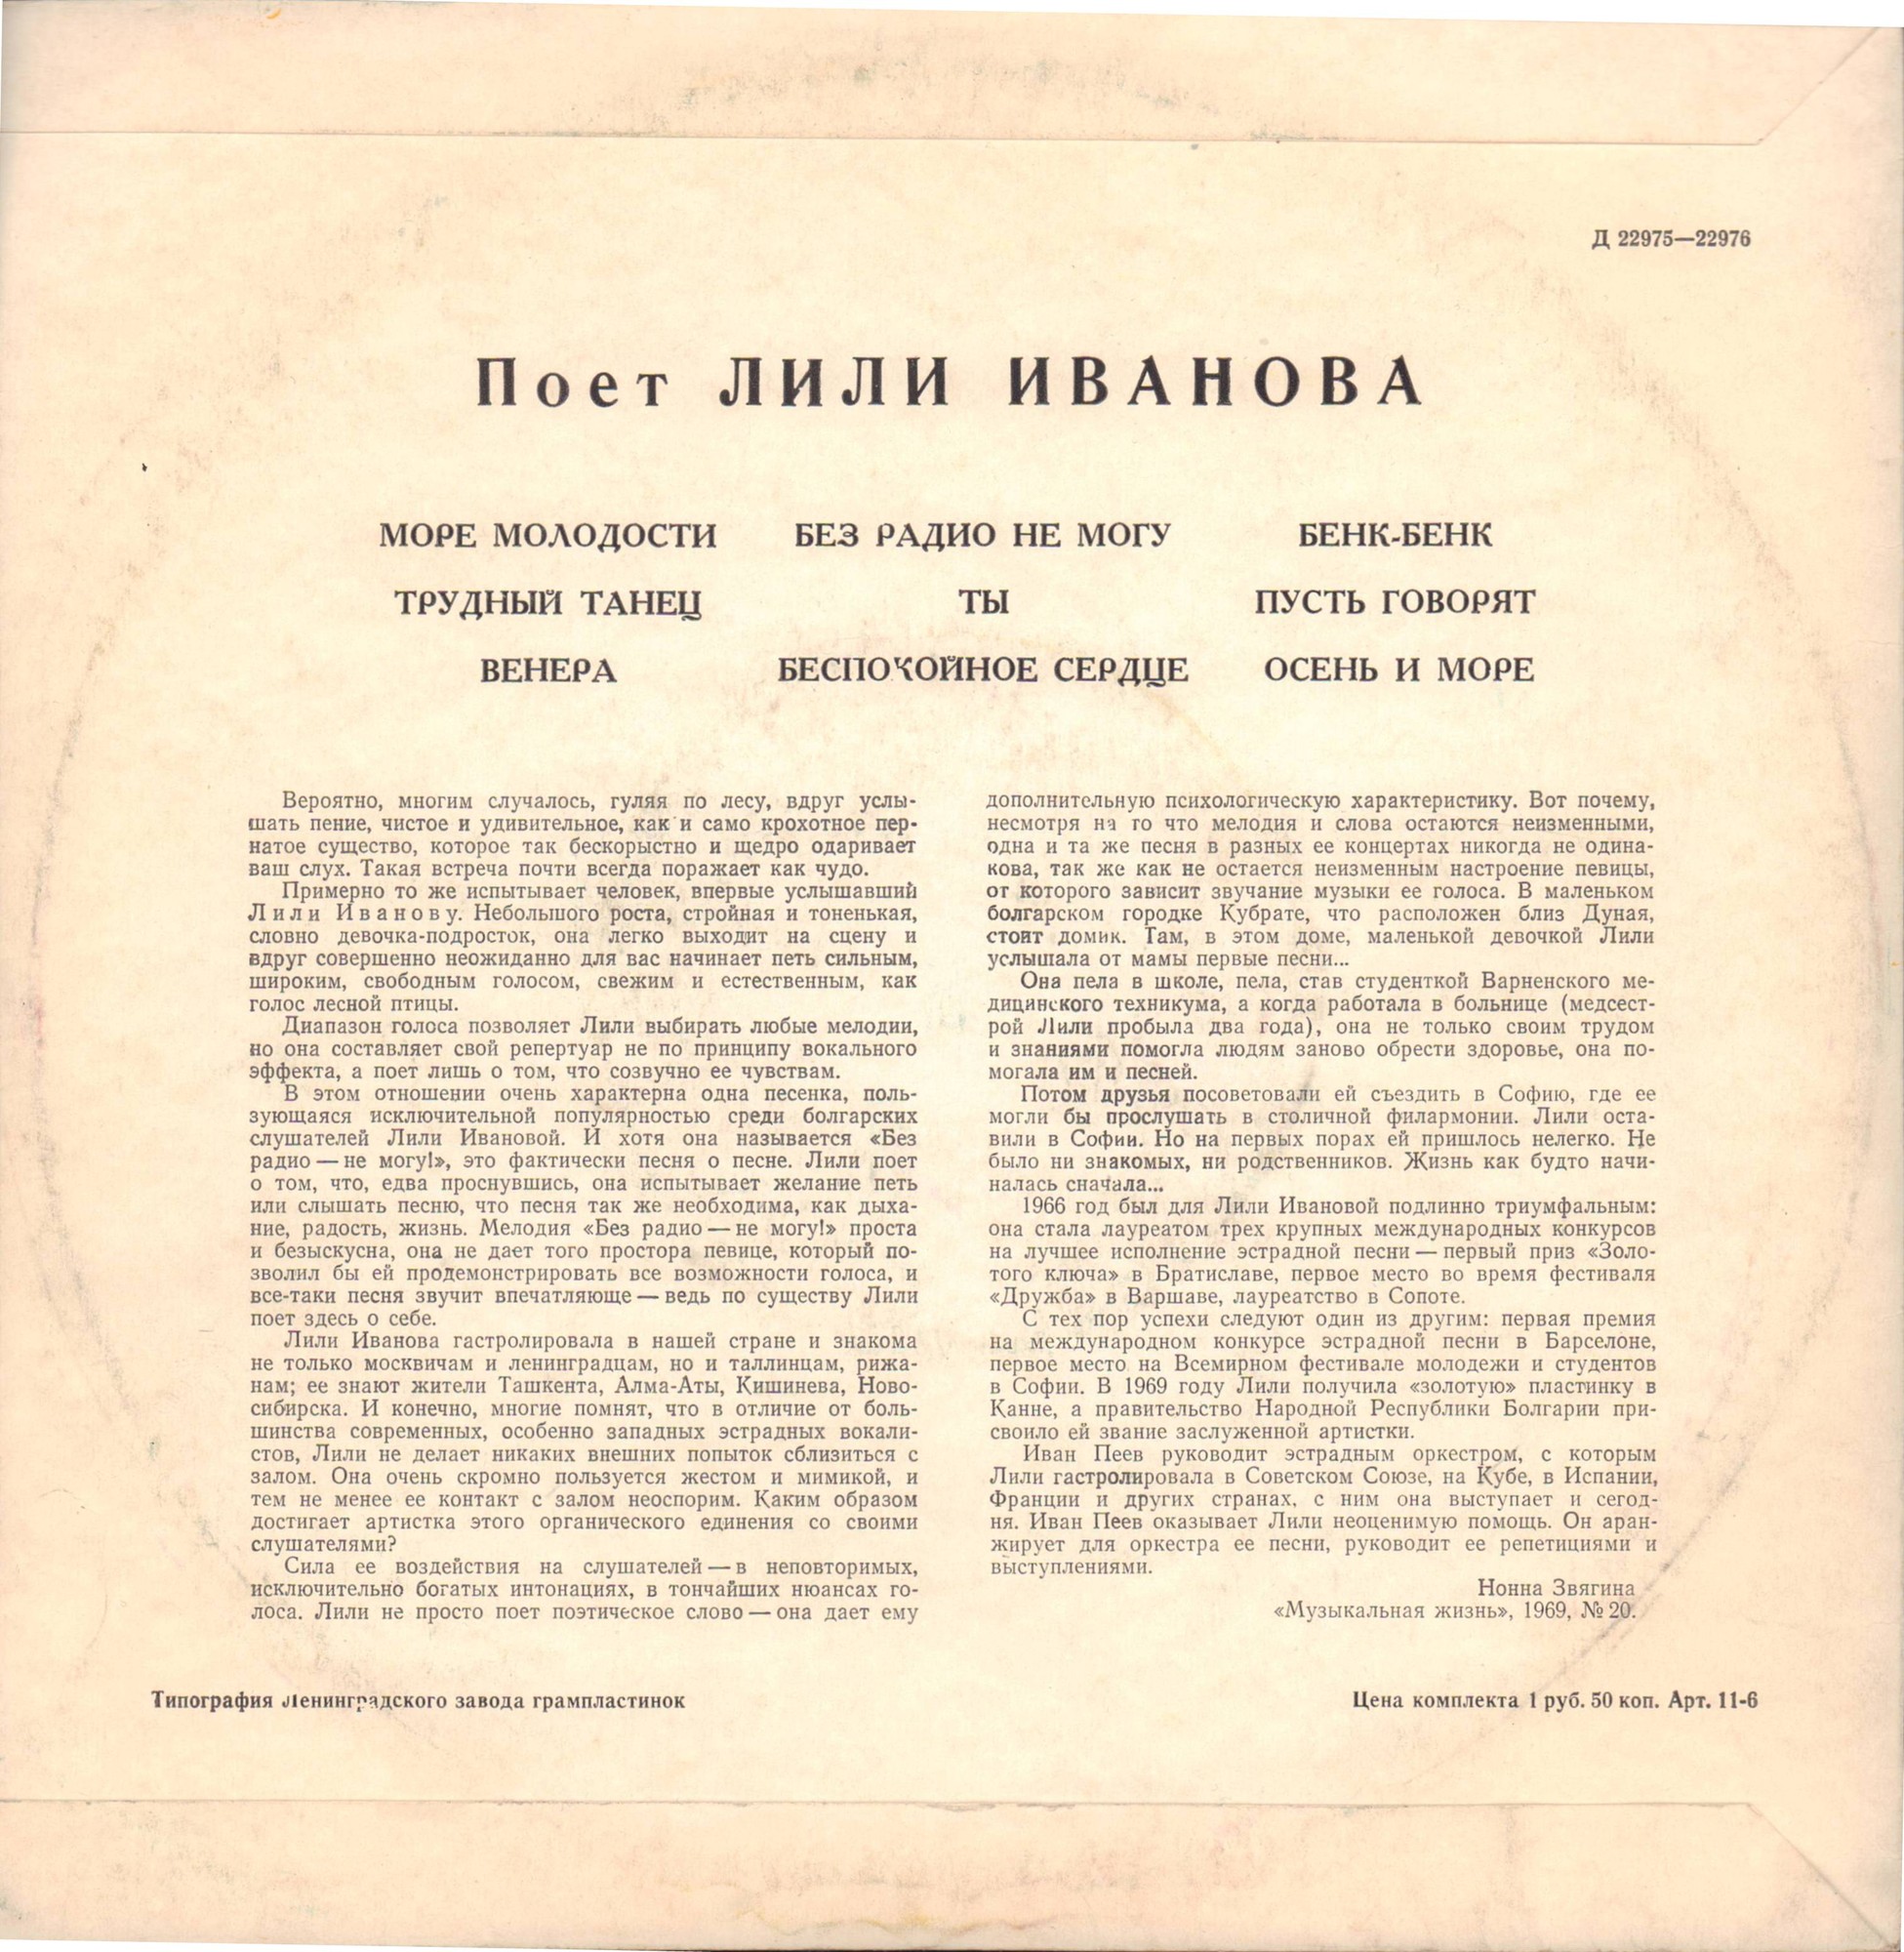 Д 22975—22976
Поет ЛИЛИ ИВАНОВА
МОРЕ МОЛОДОСТИ
ТРУДНЫЙ ТАНЕЦ
ВЕНЕРА
БЕЗ РАДИО НЕ МОГУ
ТЫ
БЕСПОКОЙНОЕ СЕРДЦЕ
БЕНК-БЕНК
ПУСТЬ ГОВОРЯТ
ОСЕНЬ И МОРЕ
Вероятно, многим случалось, гуляя по лесу, вдруг услы-
шать пение, чистое и удивительное, как и само крохотное пер-
натое существо, которое так бескорыстно и щедро одаривает
ваш слух. Такая встреча почти всегда поражает как чудо.
Примерно то же испытывает человек, впервые услышавший
Лили Иванову. Небольшого роста, стройная и тоненькая,
словно девочка-подросток, она легко выходит на сцену и
вдруг совершенно неожиданно для вас начинает петь сильным,
широким, свободным голосом, свежим и естественным, как
голос лесной птицы.
Диапазон голоса позволяет Лили выбирать любые мелодии,
но она составляет свой репертуар не по принципу вокального
эффекта, а поет лишь о том, что созвучно ее чувствам.
В этом отношении очень характерна одна песенка, поль-
зующаяся исключительной популярностью среди болгарских
слушателей Лили Ивановой. И хотя она называется «Без
радио — не могу!», это фактически песня о песне. Лили поет
о том, что, едва проснувшись, она испытывает желание петь
или слышать песню, что песня так же необходима, как дыха-
ние, радость, жизнь. Мелодия «Без радио — не могу!» проста
и безыскусна, она не дает того простора певице, который по-
зволил бы ей продемонстрировать все возможности голоса, и
все-таки песня звучит впечатляюще — ведь по существу Лили
поет здесь о себе.
Лили Иванова гастролировала в нашей стране и знакома
не только москвичам и ленинградцам, но и таллинцам, рижа-
нам; ее знают жители Ташкента, Алма-Аты, Кишинева, Ново-
сибирска. И конечно, многие помнят, что в отличие от боль-
шинства современных, особенно западных эстрадных вокали-
стов, Лили не делает никаких внешних попыток сблизиться с
залом. Она очень скромно пользуется жестом и мимикой, и
тем не менее ее контакт с залом неоспорим. Каким образом
достигает артистка этого органического единения со своими
слушателями?
Сила ее воздействия на слушателей — в неповторимых,
исключительно богатых интонациях, в тончайших нюансах го-
лоса. Лили не просто поет поэтическое слово — она дает ему
дополнительную психологическую характеристику. Вот почему,
несмотря на то что мелодия и слова остаются неизменными,
одна и та же песня в разных ее концертах никогда не одина-
кова, так же как не остается неизменным настроение певицы,
от которого зависит звучание музыки ее голоса. В маленьком
болгарском городке Кубрате, что расположен близ Дуная,
стоит домик. Там, в этом доме, маленькой девочкой Лили
услышала от мамы первые песни...
Она пела в школе, пела, став студенткой Варненского ме-
дицинского техникума, а когда работала в больнице (медсест-
рой Лили пробыла два года), она не только своим трудом
и знаниями помогла людям заново обрести здоровье, она по-
могала им и песней.
Потом друзья посоветовали ей съездить в Софию, где ее
могли бы прослушать в столичной филармонии. Лили оста-
вили в Софии. Но на первых порах ей пришлось нелегко. Не
было ни знакомых, ни родственников. Жизнь как будто начи-
налась сначала...
1966 год был для Лили Ивановой подлинно триумфальным:
она стала лауреатом трех крупных международных конкурсов
на лучшее исполнение эстрадной песни — первый приз «Золо-
того ключа» в Братиславе, первое место во время фестиваля
«Дружба» в Варшаве, лауреатство в Сопоте.
С тех пор успехи следуют один из другим: первая премия
на международном конкурсе эстрадной песни в Барселоне,
первое место на Всемирном фестивале молодежи и студентов
в Софии. В 1969 году Лили получила «золотую» пластинку в
Канне, а правительство Народной Республики Болгарии при-
своило ей звание заслуженной артистки.
Иван Пеев руководит эстрадным оркестром, с которым
Лили гастролировала в Советском Союзе, на Кубе, в Испании,
Франции и других странах, с ним она выступает и сегод-
ня. Иван Пеев оказывает Лили неоценимую помощь. Он аран-
жирует для оркестра ее песни, руководит ее репетициями и
выступлениями.
Нонна Звягина
«Музыкальная жизнь», 1969, № 20.
Типография Ленинградского завода грампластинок
Цена комплекта 1 руб. 50 коп. Арт. 11-6